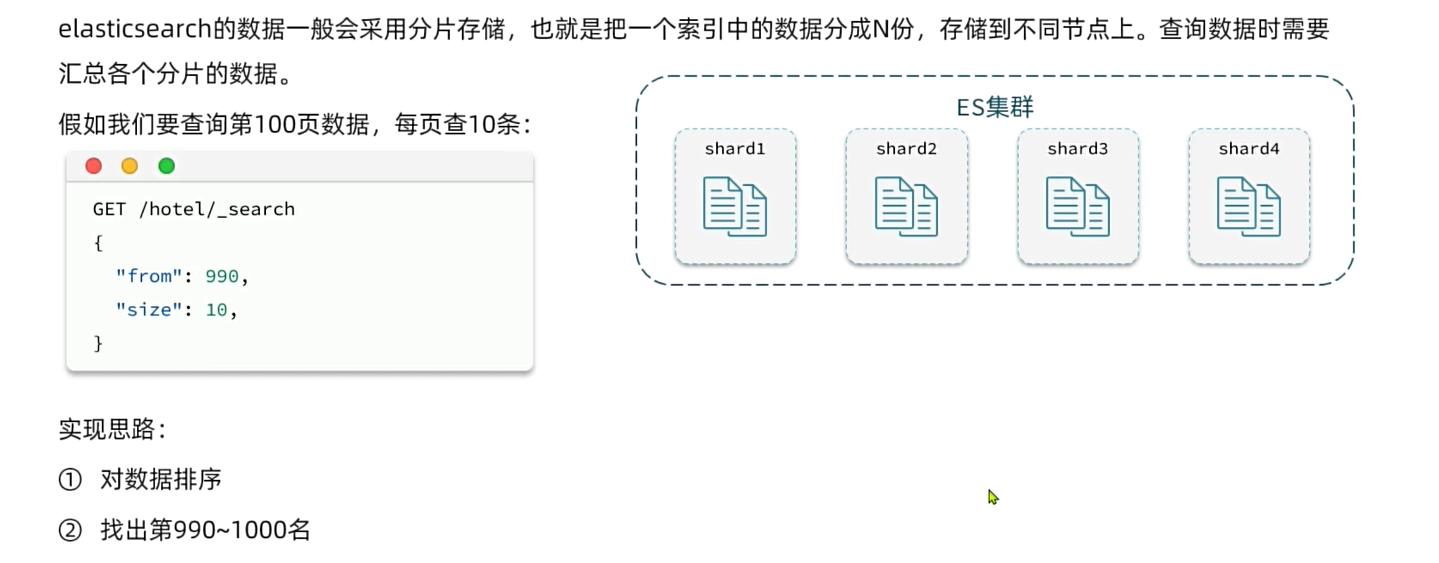 elasticsearch的数据一般会采用分片存储，也就是把一个索引中的数据分成N份，存储到不同节点上。查询数据时需要
汇总各个分片的数据。
假如我们要查询第100页数据，每页查10条：
GET /hotel/_search
{
  "from": 990,
  "size": 10,
}
ES集群
shard1
shard2
shard3
shard4
实现思路：
① 对数据排序
② 找出第990~1000名